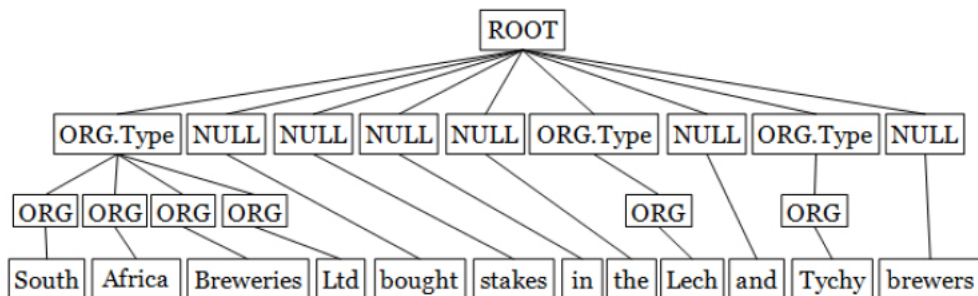 ROOT
ORG.Type NULL NULL NULL NULL ORG.Type NULL ORG.Type NULL
ORG ORG ORG ORG ORG ORG
South Africa Breweries Ltd bought stakes in the Lech and Tychy brewers